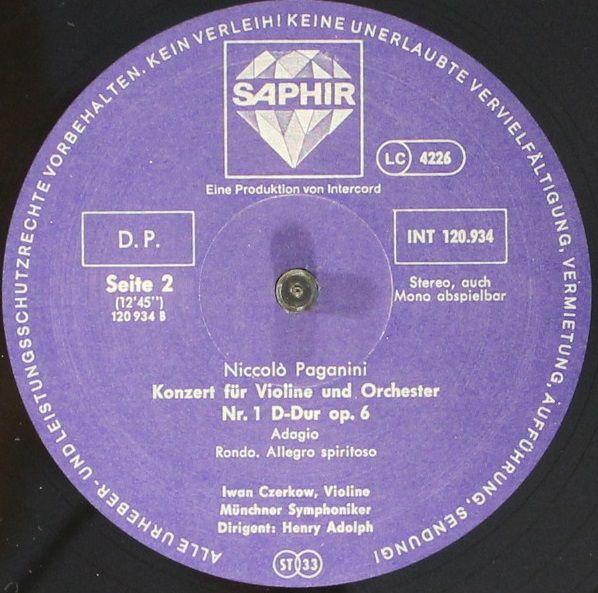 ALLE URHEBER- UND LEISTUNGSSCHUTZRECHTE VORBEHALTEN. KEIN VERLEIH! KEINE UNERLAUBTE VERVIELFÄLTIGUNG, VERMIETUNG, AUFFÜHRUNG, SENDUNG!
SAPHIR
LC 4226
Eine Produktion von Intercord
D. P.
INT 120.934
Seite 2
(12'45'')
120 934 B
Stereo, auch
Mono abspielbar
Niccolò Paganini
Konzert für Violine und Orchester
Nr. 1 D-Dur op. 6
Adagio
Rondo. Allegro spiritoso
Iwan Czerkow, Violine
Münchner Symphoniker
Dirigent: Henry Adolph
ST 33